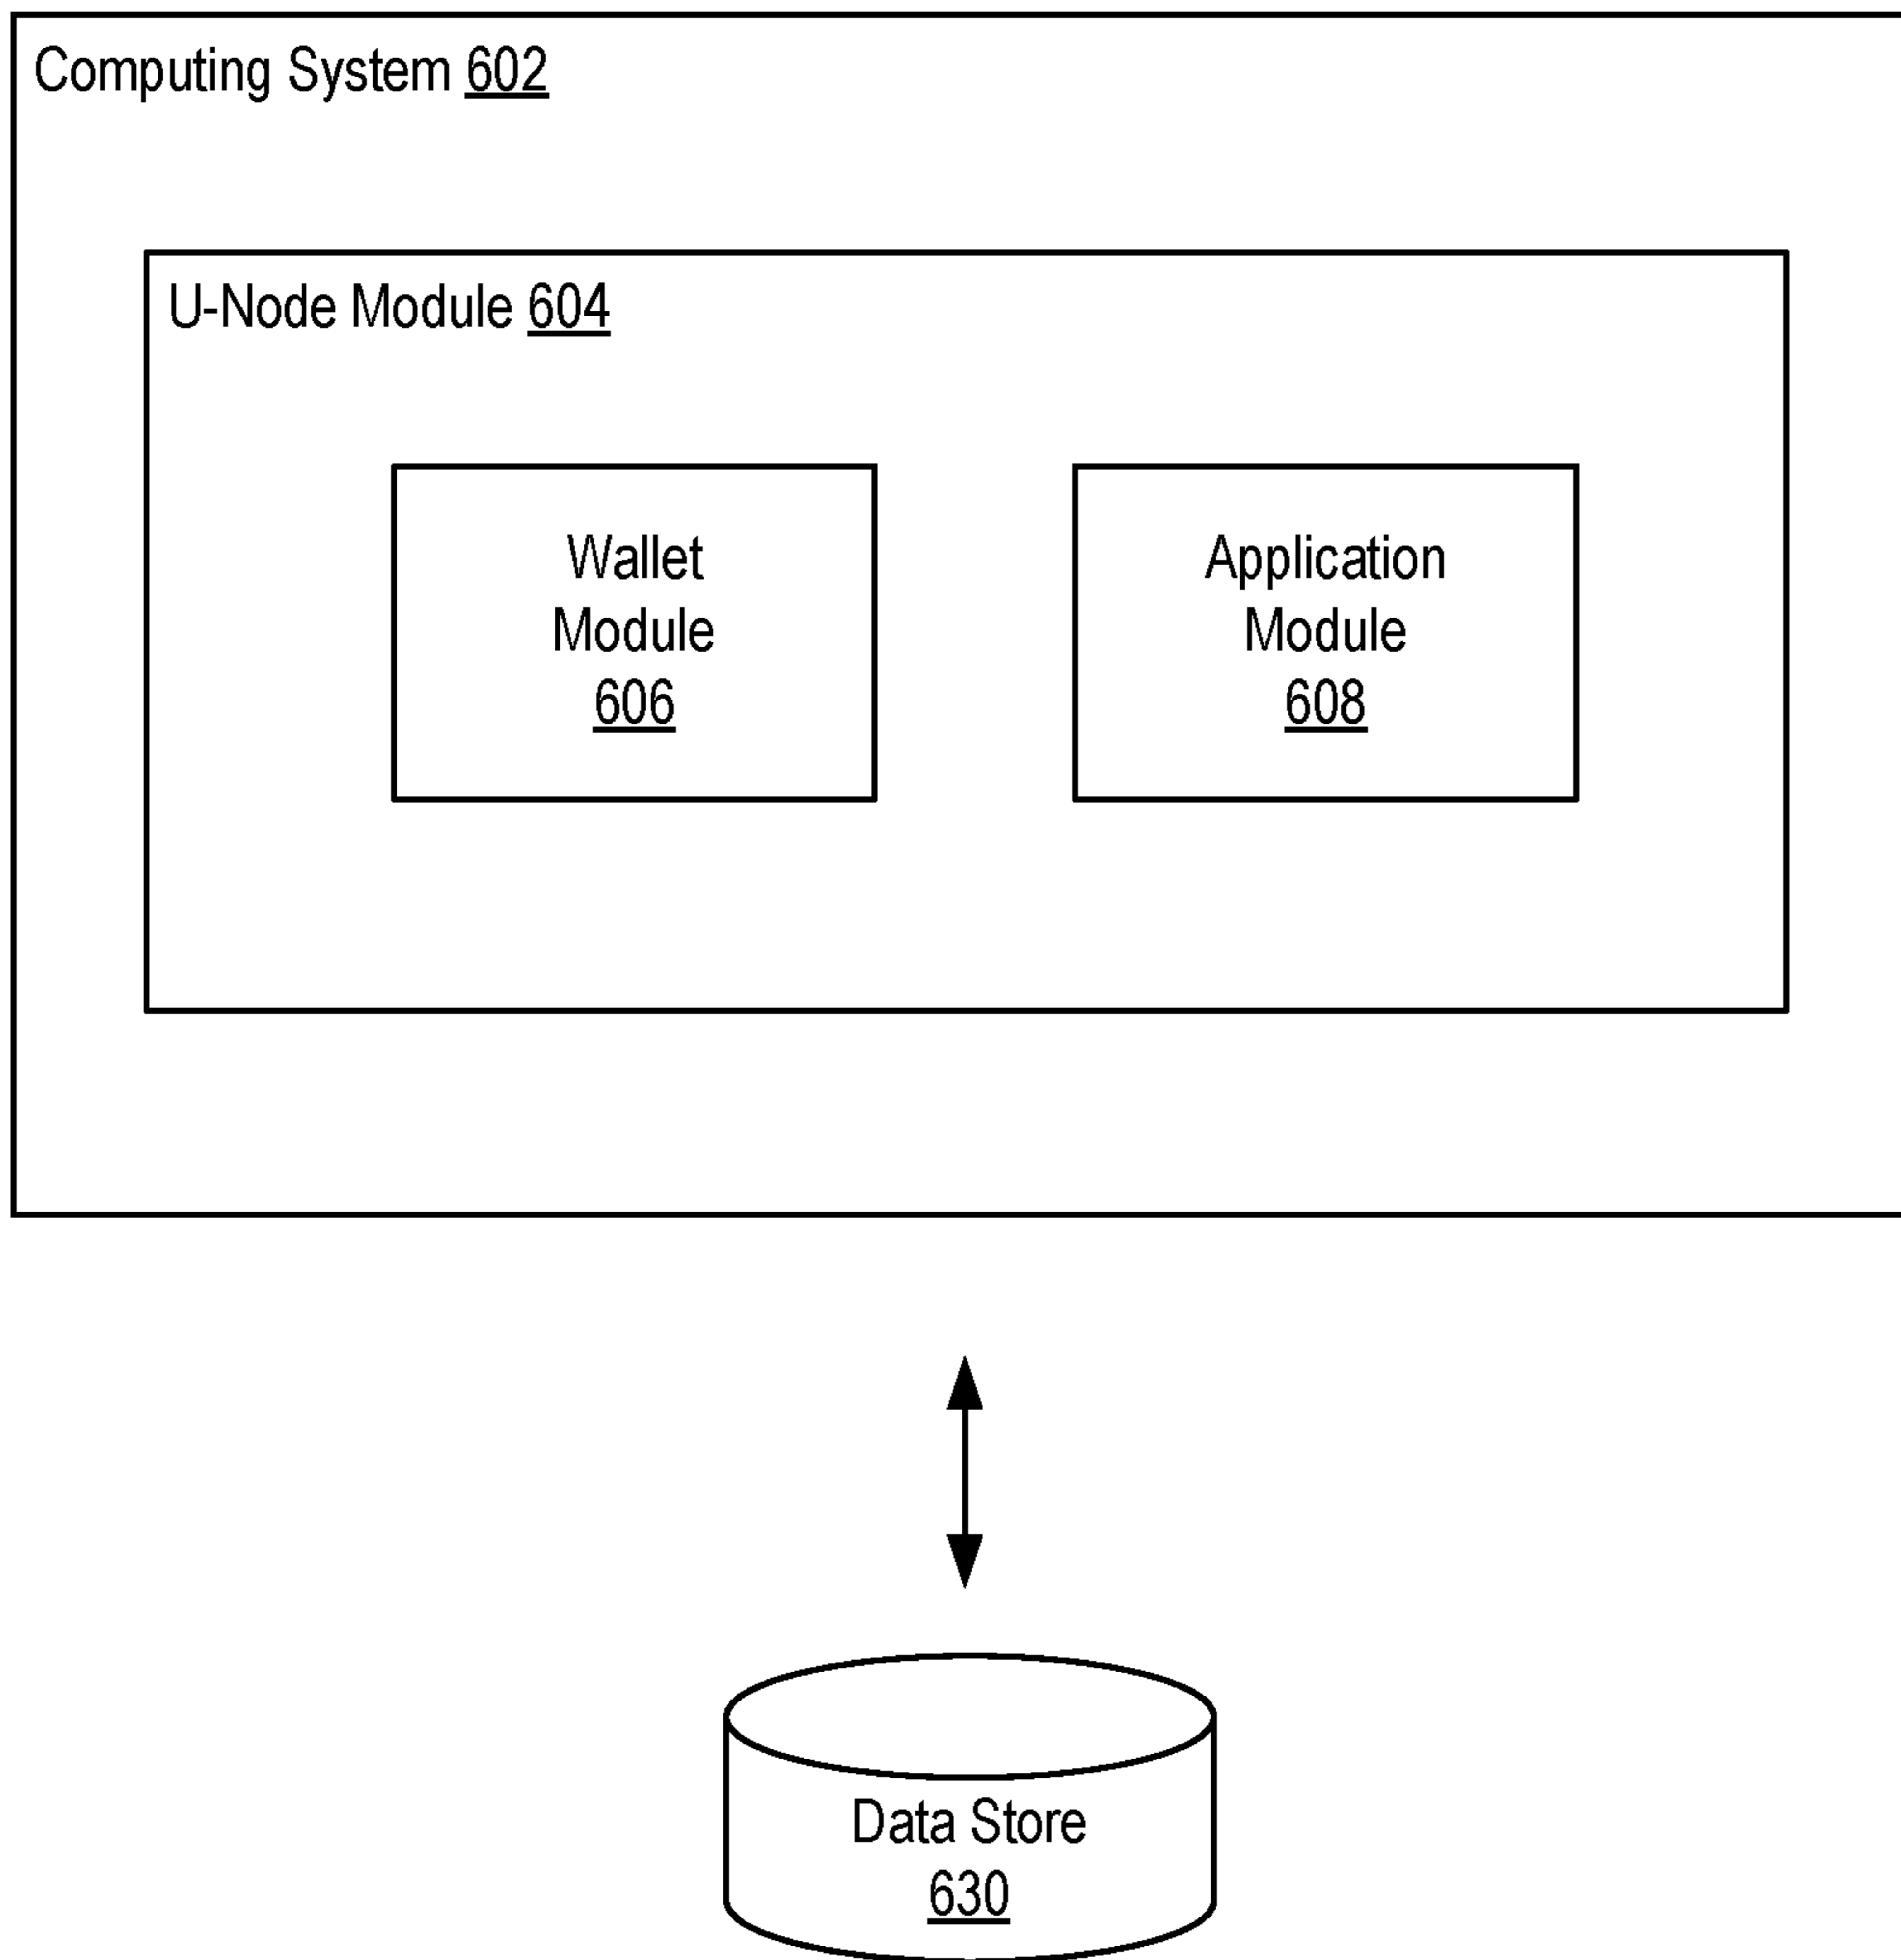 Computing System 602
U-Node Module 604
Wallet
Module
606
Application
Module
608
Data Store
630